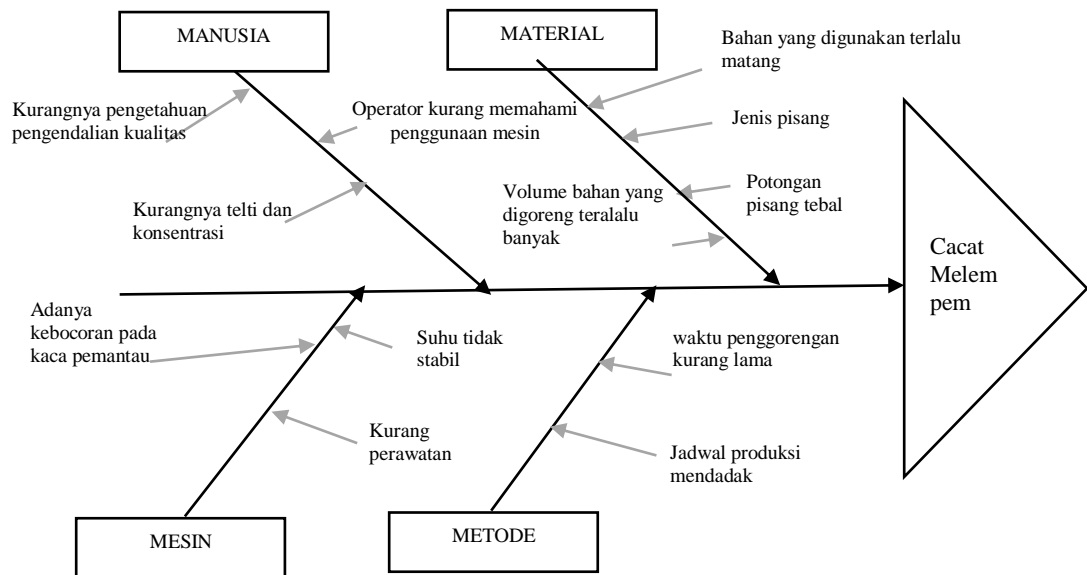 MANUSIA
MATERIAL
Bahan yang digunakan terlalu
matang
Kurangnya pengetahuan
pengendalian kualitas
Operator kurang memahami
penggunaan mesin
Jenis pisang
Kurangnya telti dan
konsentrasi
Volume bahan yang
digoreng teralalu
banyak
Potongan
pisang tebal
Cacat
Melem
pem
Adanya
kebocoran pada
kaca pemantau
Suhu tidak
stabil
waktu penggorengan
kurang lama
Kurang
perawatan
Jadwal produksi
mendadak
MESIN
METODE